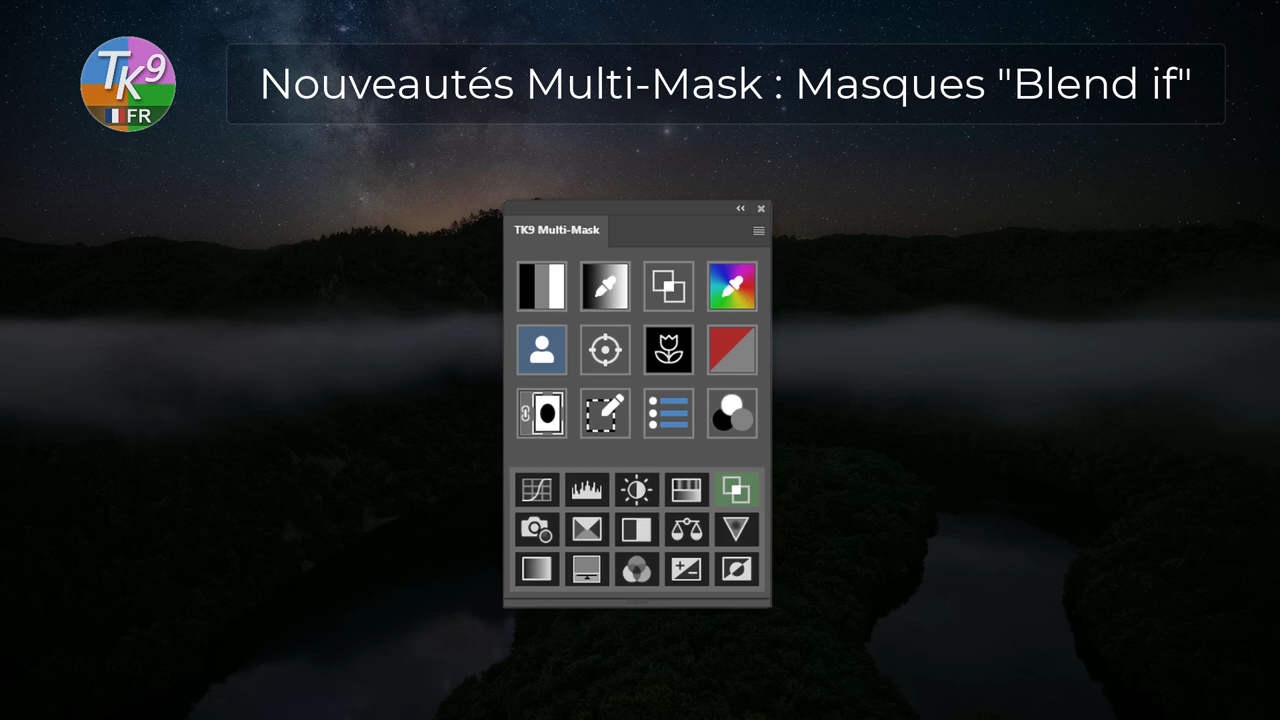 TK9
FR
Nouveautés Multi-Mask : Masques "Blend if"
TK9 Multi-Mask